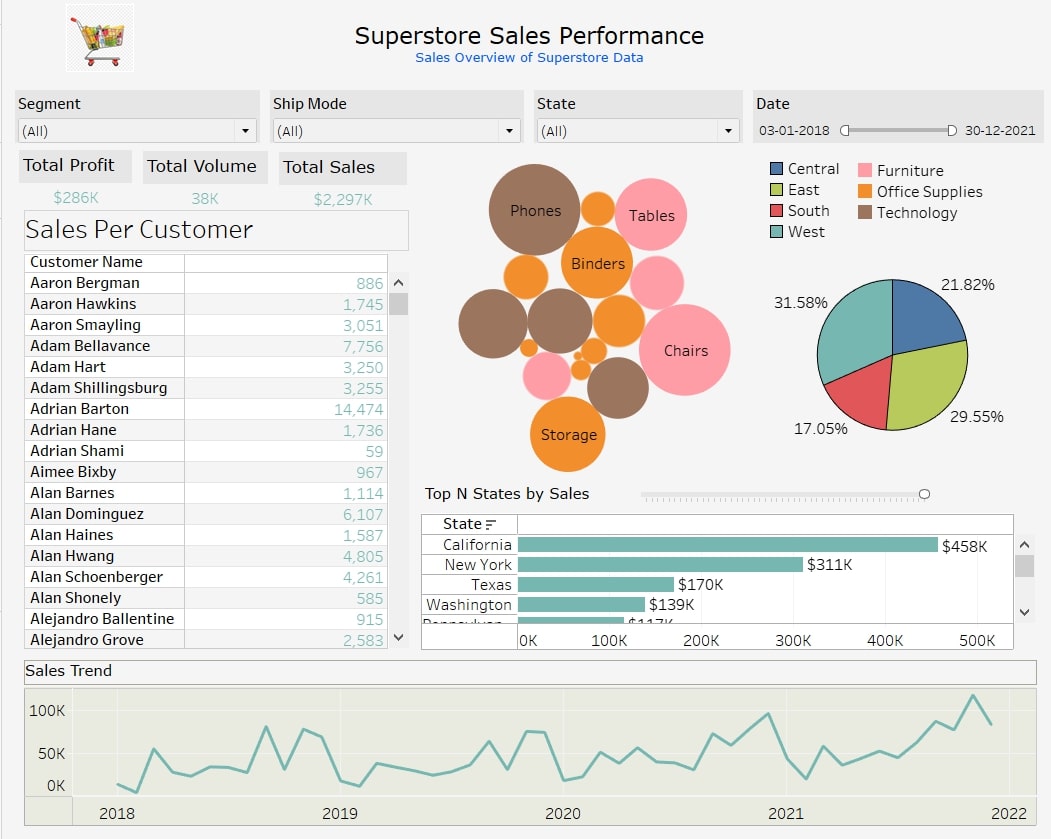 Superstore Sales Performance
Sales Overview of Superstore Data
Segment
(All)
Ship Mode
(All)
State
(All)
Date
03-01-2018 30-12-2021
Total Profit
$286K
Total Volume
38K
Total Sales
$2,297K
Sales Per Customer
Customer Name
Aaron Bergman 886
Aaron Hawkins 1,745
Aaron Smayling 3,051
Adam Bellavance 7,756
Adam Hart 3,250
Adam Shillingsburg 3,255
Adrian Barton 14,474
Adrian Hane 1,736
Adrian Shami 59
Aimee Bixby 967
Alan Barnes 1,114
Alan Dominguez 6,107
Alan Haines 1,587
Alan Hwang 4,805
Alan Schoenberger 4,261
Alan Shonely 585
Alejandro Ballentine 915
Alejandro Grove 2,583
Phones
Tables
Binders
Chairs
Storage
Central
East
South
West
Furniture
Office Supplies
Technology
21.82%
31.58%
29.55%
17.05%
Top N States by Sales
State
California $458K
New York $311K
Texas $170K
Washington $139K
$117K
0K 100K 200K 300K 400K 500K
Sales Trend
100K
50K
0K
2018 2019 2020 2021 2022